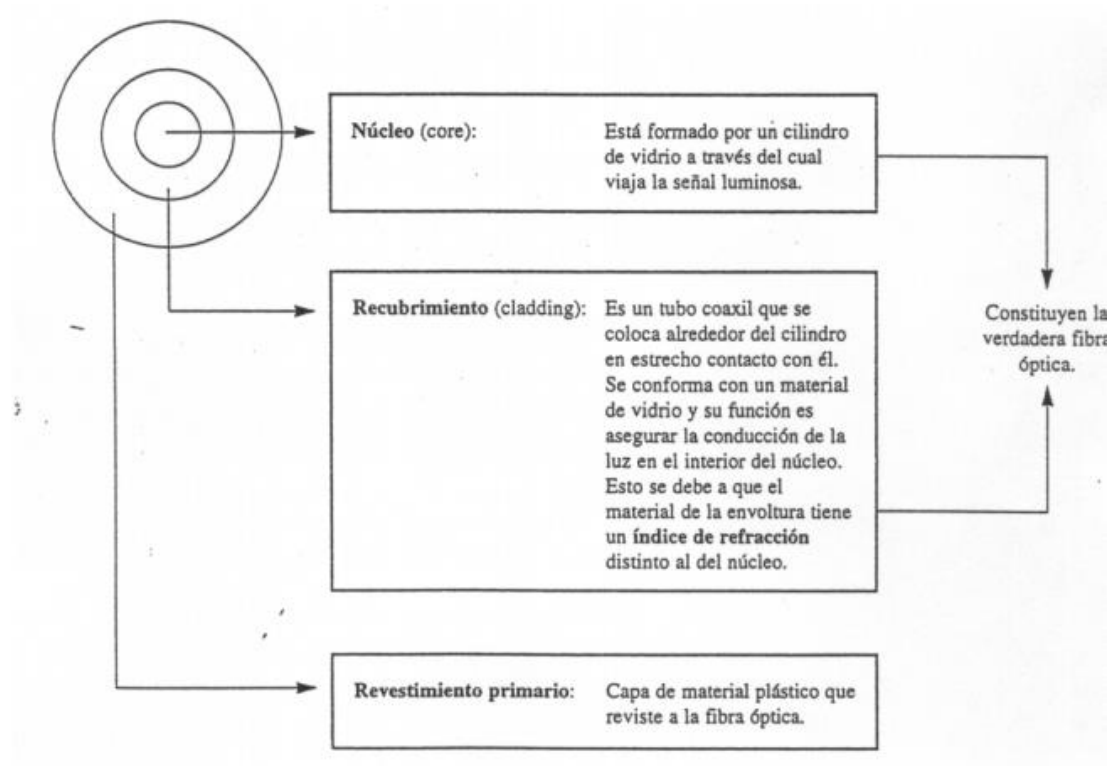 Núcleo (core): Está formado por un cilindro
de vidrio a través del cual
viaja la señal luminosa.
Recubrimiento (cladding): Es un tubo coaxil que se
coloca alrededor del cilindro
en estrecho contacto con él.
Se conforma con un material
de vidrio y su función es
asegurar la conducción de la
luz en el interior del núcleo.
Esto se debe a que el
material de la envoltura tiene
un índice de refracción
distinto al del núcleo.
Constituyen la
verdadera fibra
óptica.
Revestimiento primario: Capa de material plástico que
reviste a la fibra óptica.